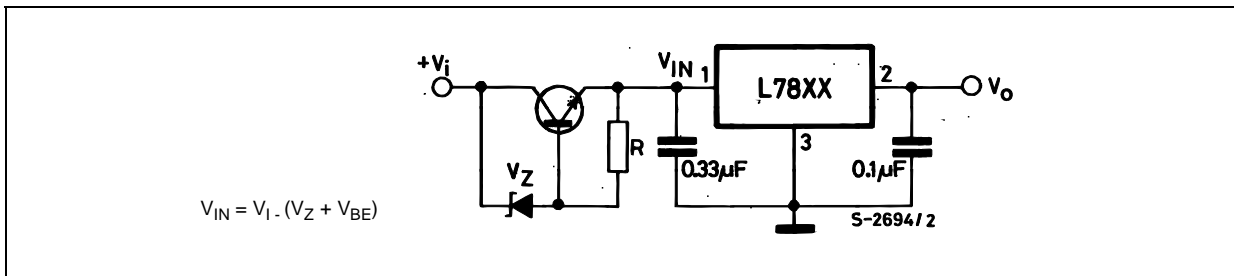 +Vi
VIN
1
L78XX
2
Vo
3
R
0.33μF
0.1μF
VZ
VIN = VI - (VZ + VBE)
S-2694/2